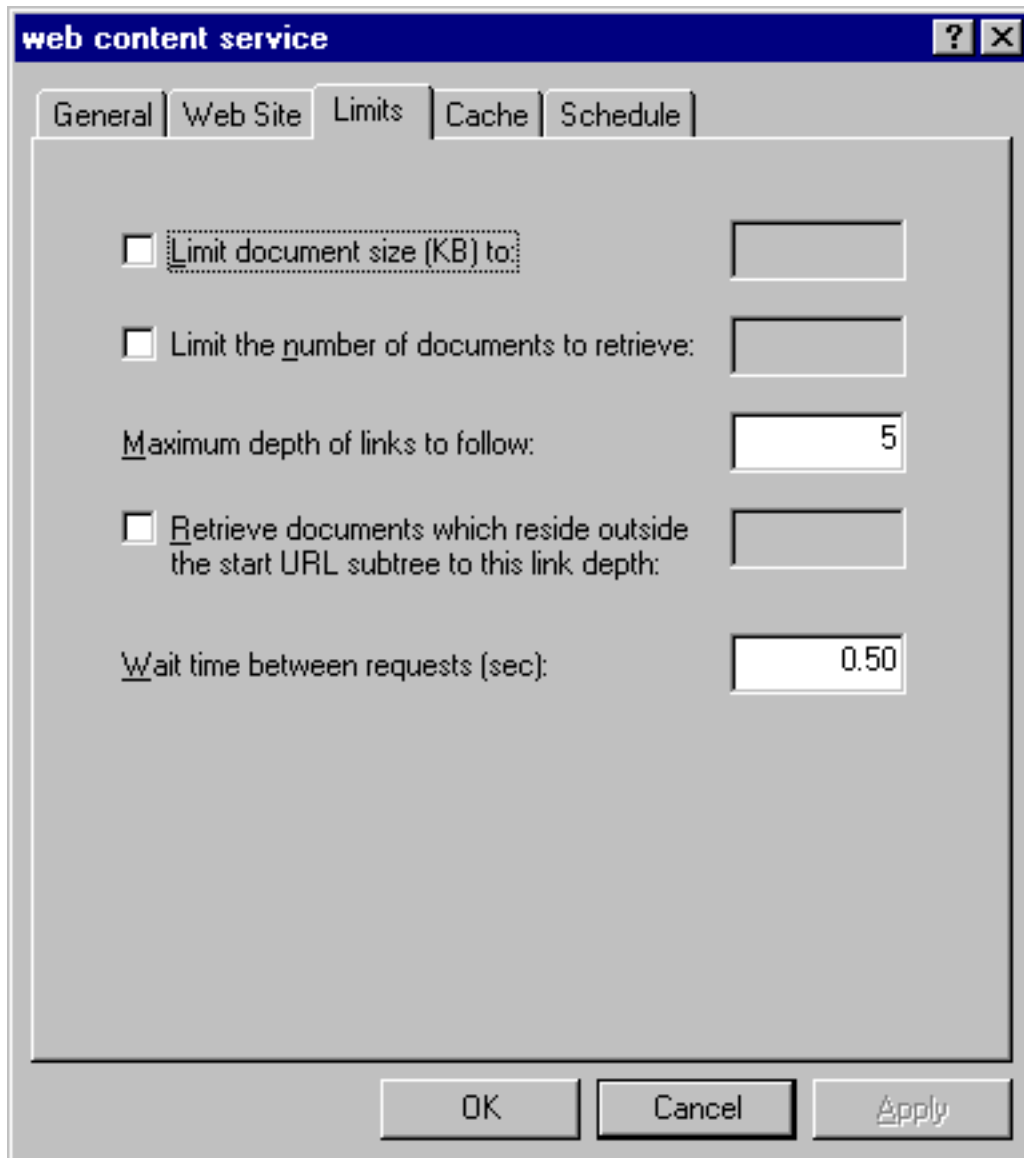 web content service
General Web Site Limits Cache Schedule
Limit document size (KB) to:
Limit the number of documents to retrieve:
Maximum depth of links to follow: 5
Retrieve documents which reside outside
the start URL subtree to this link depth:
Wait time between requests (sec): 0.50
OK Cancel Apply